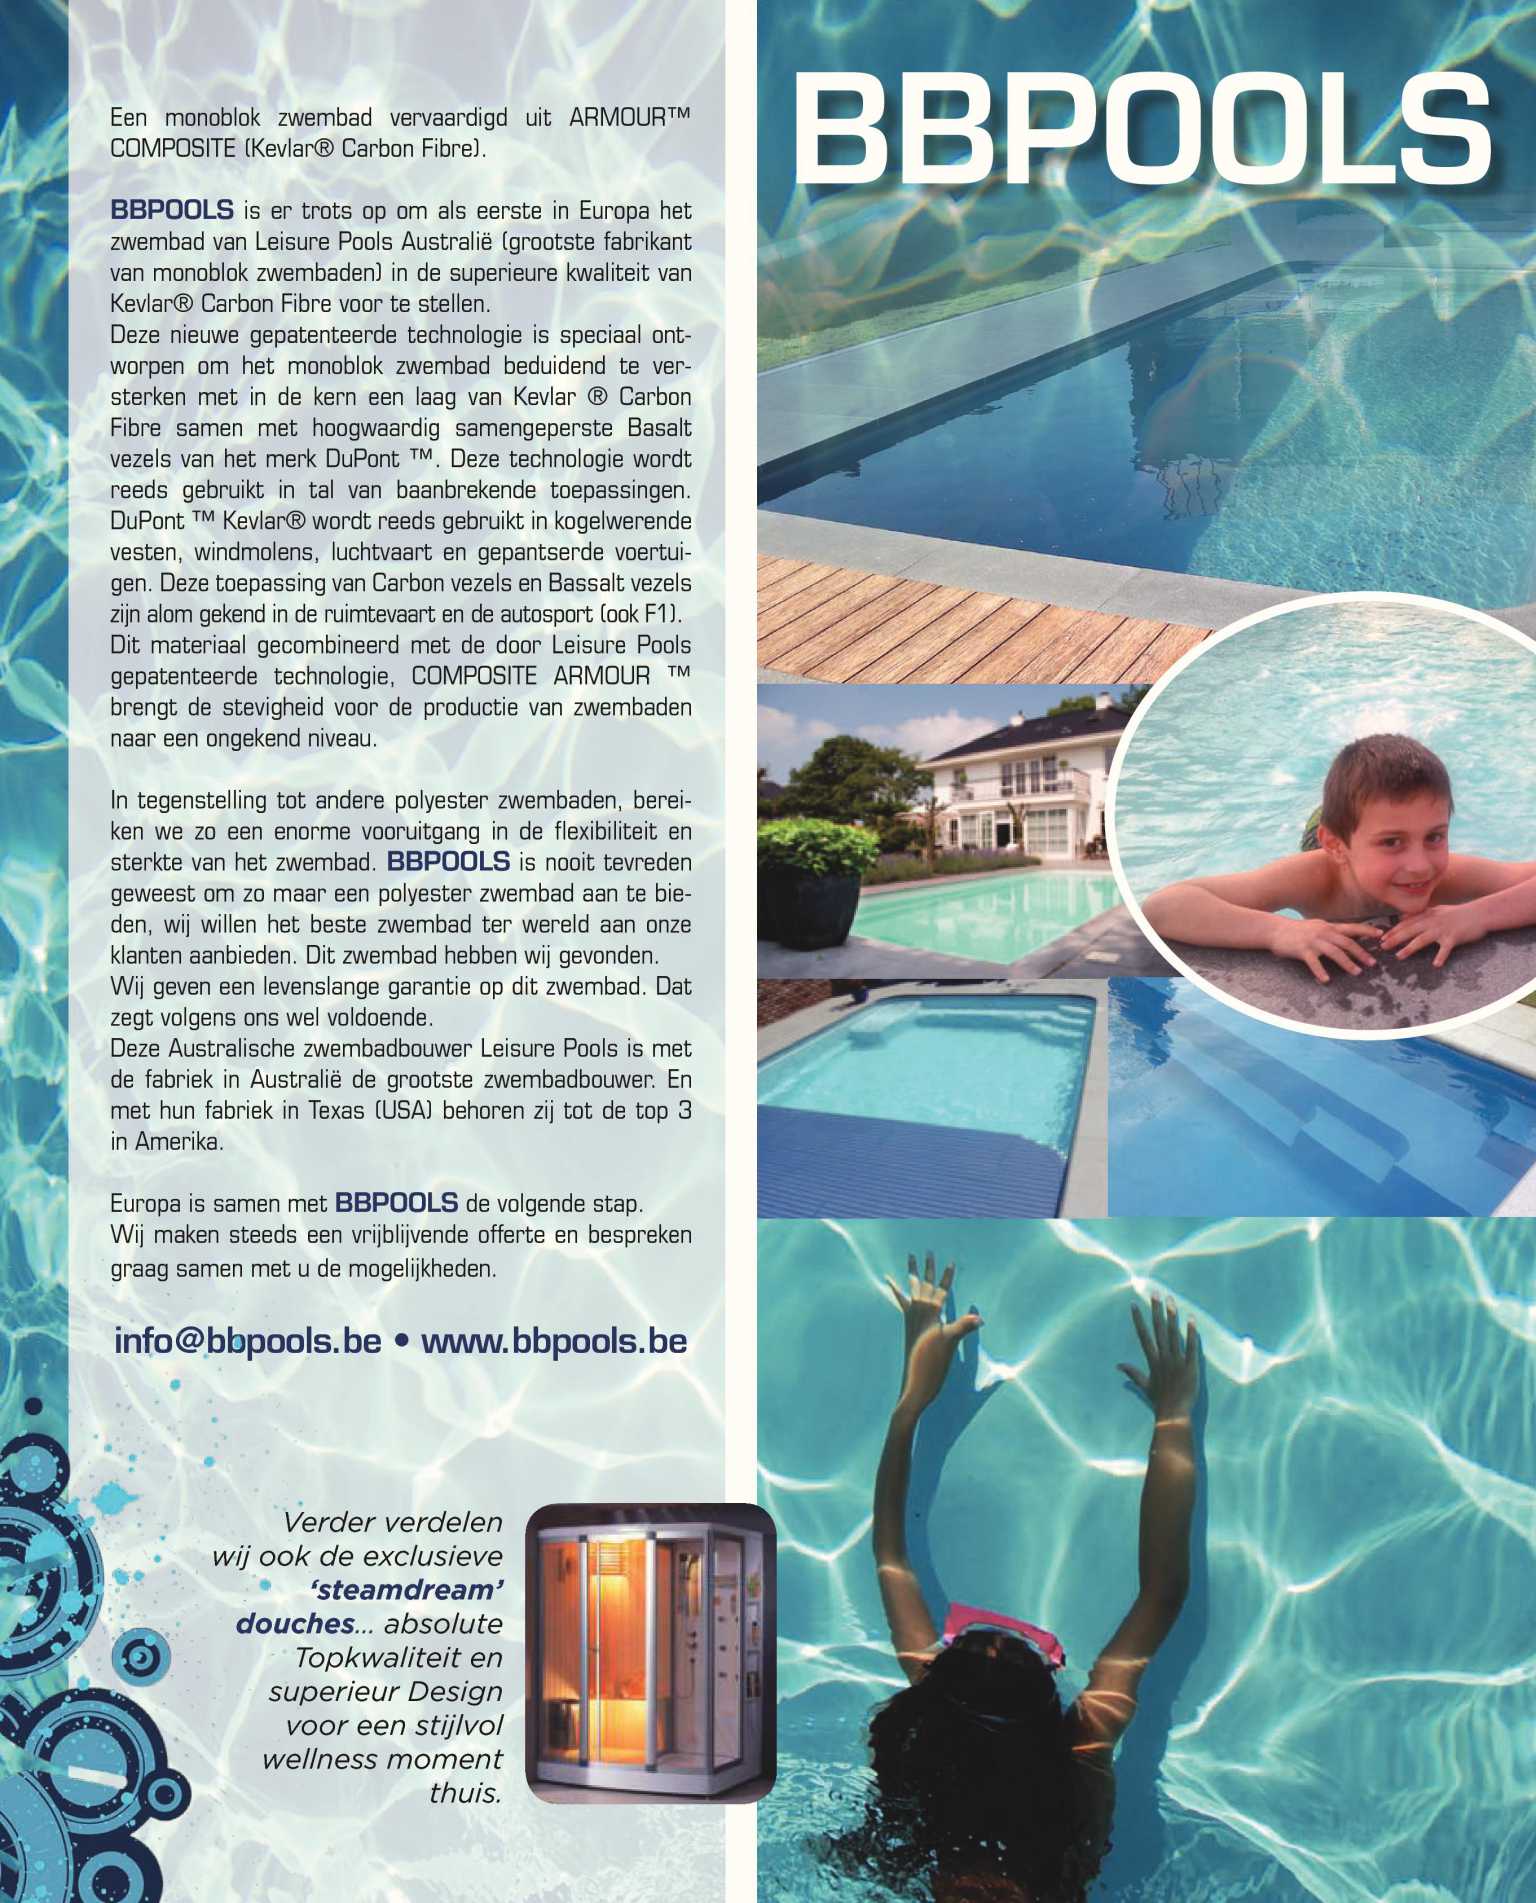 Een monoblok zwembad vervaardigd uit ARMOUR™
COMPOSITE (Kevlar® Carbon Fibre).
BBPOOLS is er trots op om als eerste in Europa het
zwembad van Leisure Pools Australië (grootste fabrikant
van monoblok zwembaden) in de superieure kwaliteit van
Kevlar® Carbon Fibre voor te stellen.
Deze nieuwe gepatenteerde technologie is speciaal ont-
worpen om het monoblok zwembad beduidend te ver-
sterken met in de kern een laag van Kevlar ® Carbon
Fibre samen met hoogwaardig samengeperste Basalt
vezels van het merk DuPont ™. Deze technologie wordt
reeds gebruikt in tal van baanbrekende toepassingen.
DuPont ™ Kevlar® wordt reeds gebruikt in kogelwerende
vesten, windmolens, luchtvaart en gepantserde voertui-
gen. Deze toepassing van Carbon vezels en Bassalt vezels
zijn alom gekend in de ruimtevaart en de autosport (ook F1).
Dit materiaal gecombineerd met de door Leisure Pools
gepatenteerde technologie, COMPOSITE ARMOUR ™
brengt de stevigheid voor de productie van zwembaden
naar een ongekend niveau.
In tegenstelling tot andere polyester zwembaden, berei-
ken we zo een enorme vooruitgang in de flexibiliteit en
sterkte van het zwembad. BBPOOLS is nooit tevreden
geweest om zo maar een polyester zwembad aan te bie-
den, wij willen het beste zwembad ter wereld aan onze
klanten aanbieden. Dit zwembad hebben wij gevonden.
Wij geven een levenslange garantie op dit zwembad. Dat
zegt volgens ons wel voldoende.
Deze Australische zwembadbouwer Leisure Pools is met
de fabriek in Australië de grootste zwembadbouwer. En
met hun fabriek in Texas (USA) behoren zij tot de top 3
in Amerika.
Europa is samen met BBPOOLS de volgende stap.
Wij maken steeds een vrijblijvende offerte en bespreken
graag samen met u de mogelijkheden.
info@bbpools.be • www.bbpools.be
Verder verdelen
wij ook de exclusieve
‘steamdream’
douches... absolute
Topkwaliteit en
superieur Design
voor een stijlvol
wellness moment
thuis.
BBPOOLS